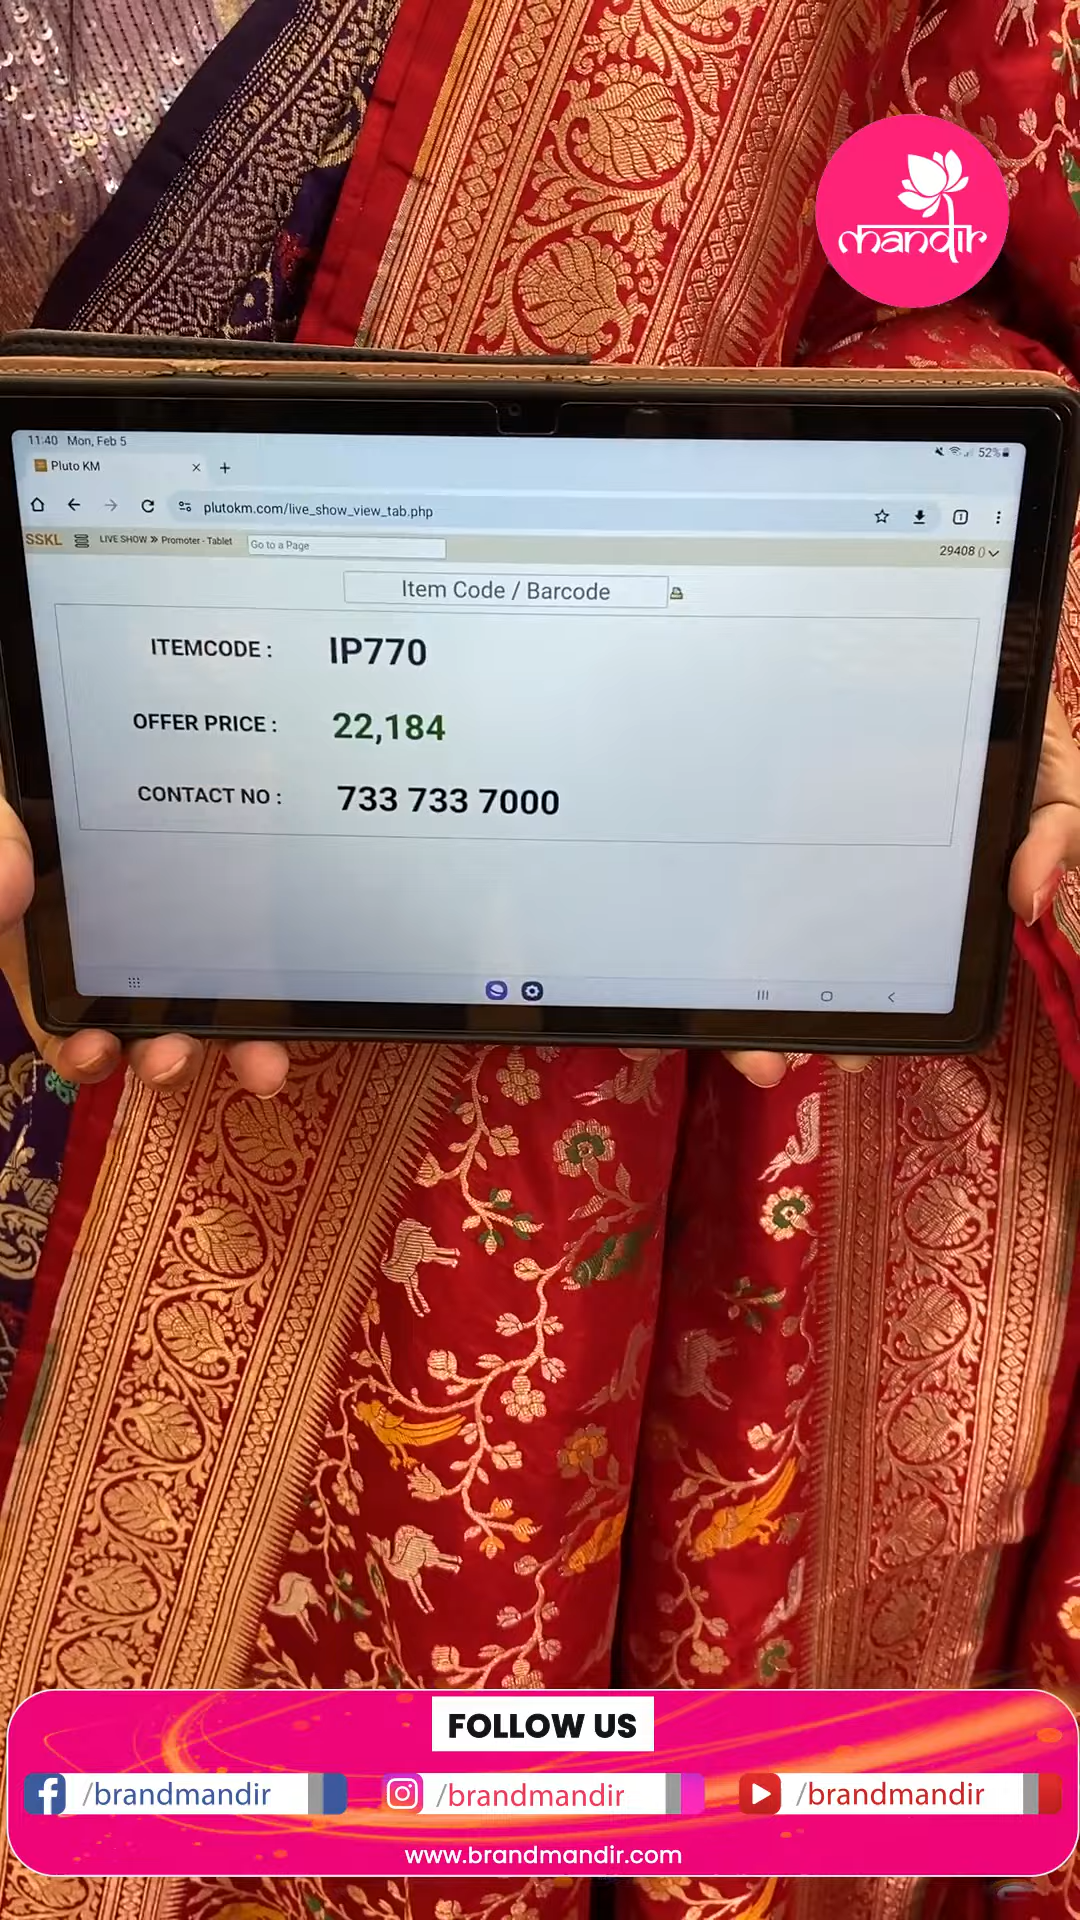 mandir
11:40 Mon, Feb 5
52%
Pluto KM
plutokm.com/live_show_view_tab.php
SSKL LIVE SHOW » Promoter - Tablet Go to a Page 29408 ()
Item Code / Barcode
ITEMCODE : IP770
OFFER PRICE : 22,184
CONTACT NO : 733 733 7000
FOLLOW US
/brandmandir /brandmandir /brandmandir
www.brandmandir.com